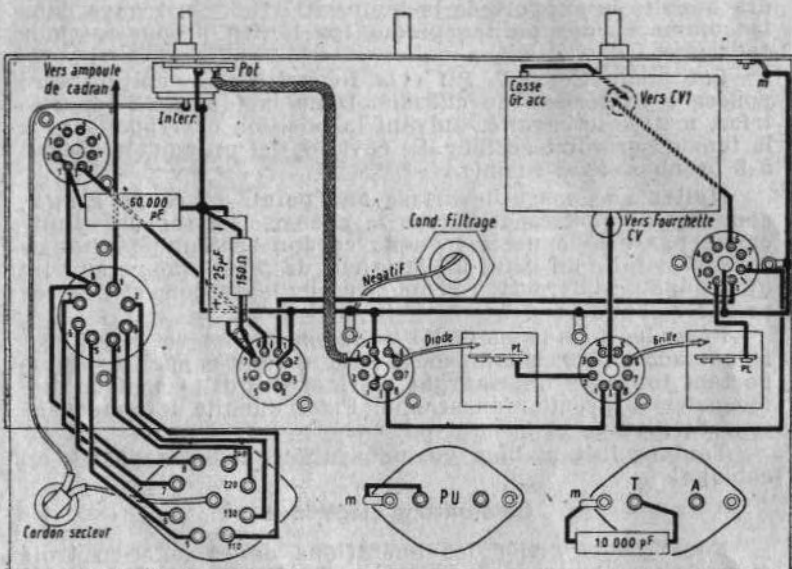 Vers ampoule
de cadran
Pot
Interr.
Cosse
Gr. acc
Vers CV1
m
50.000
pF
25µF
150Ω
Cond. Filtrage
Négatif
Vers Fourchette
CV
Diode
PL
Grille
PL
Cordon secteur
220
130
110
m
PU
m
T
A
10 000 pF